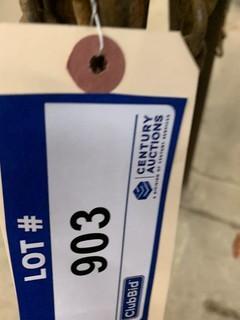 LOT #
903
CENTURY
AUCTIONS
A DIVISION OF CENTURY SERVICES
ClubBid